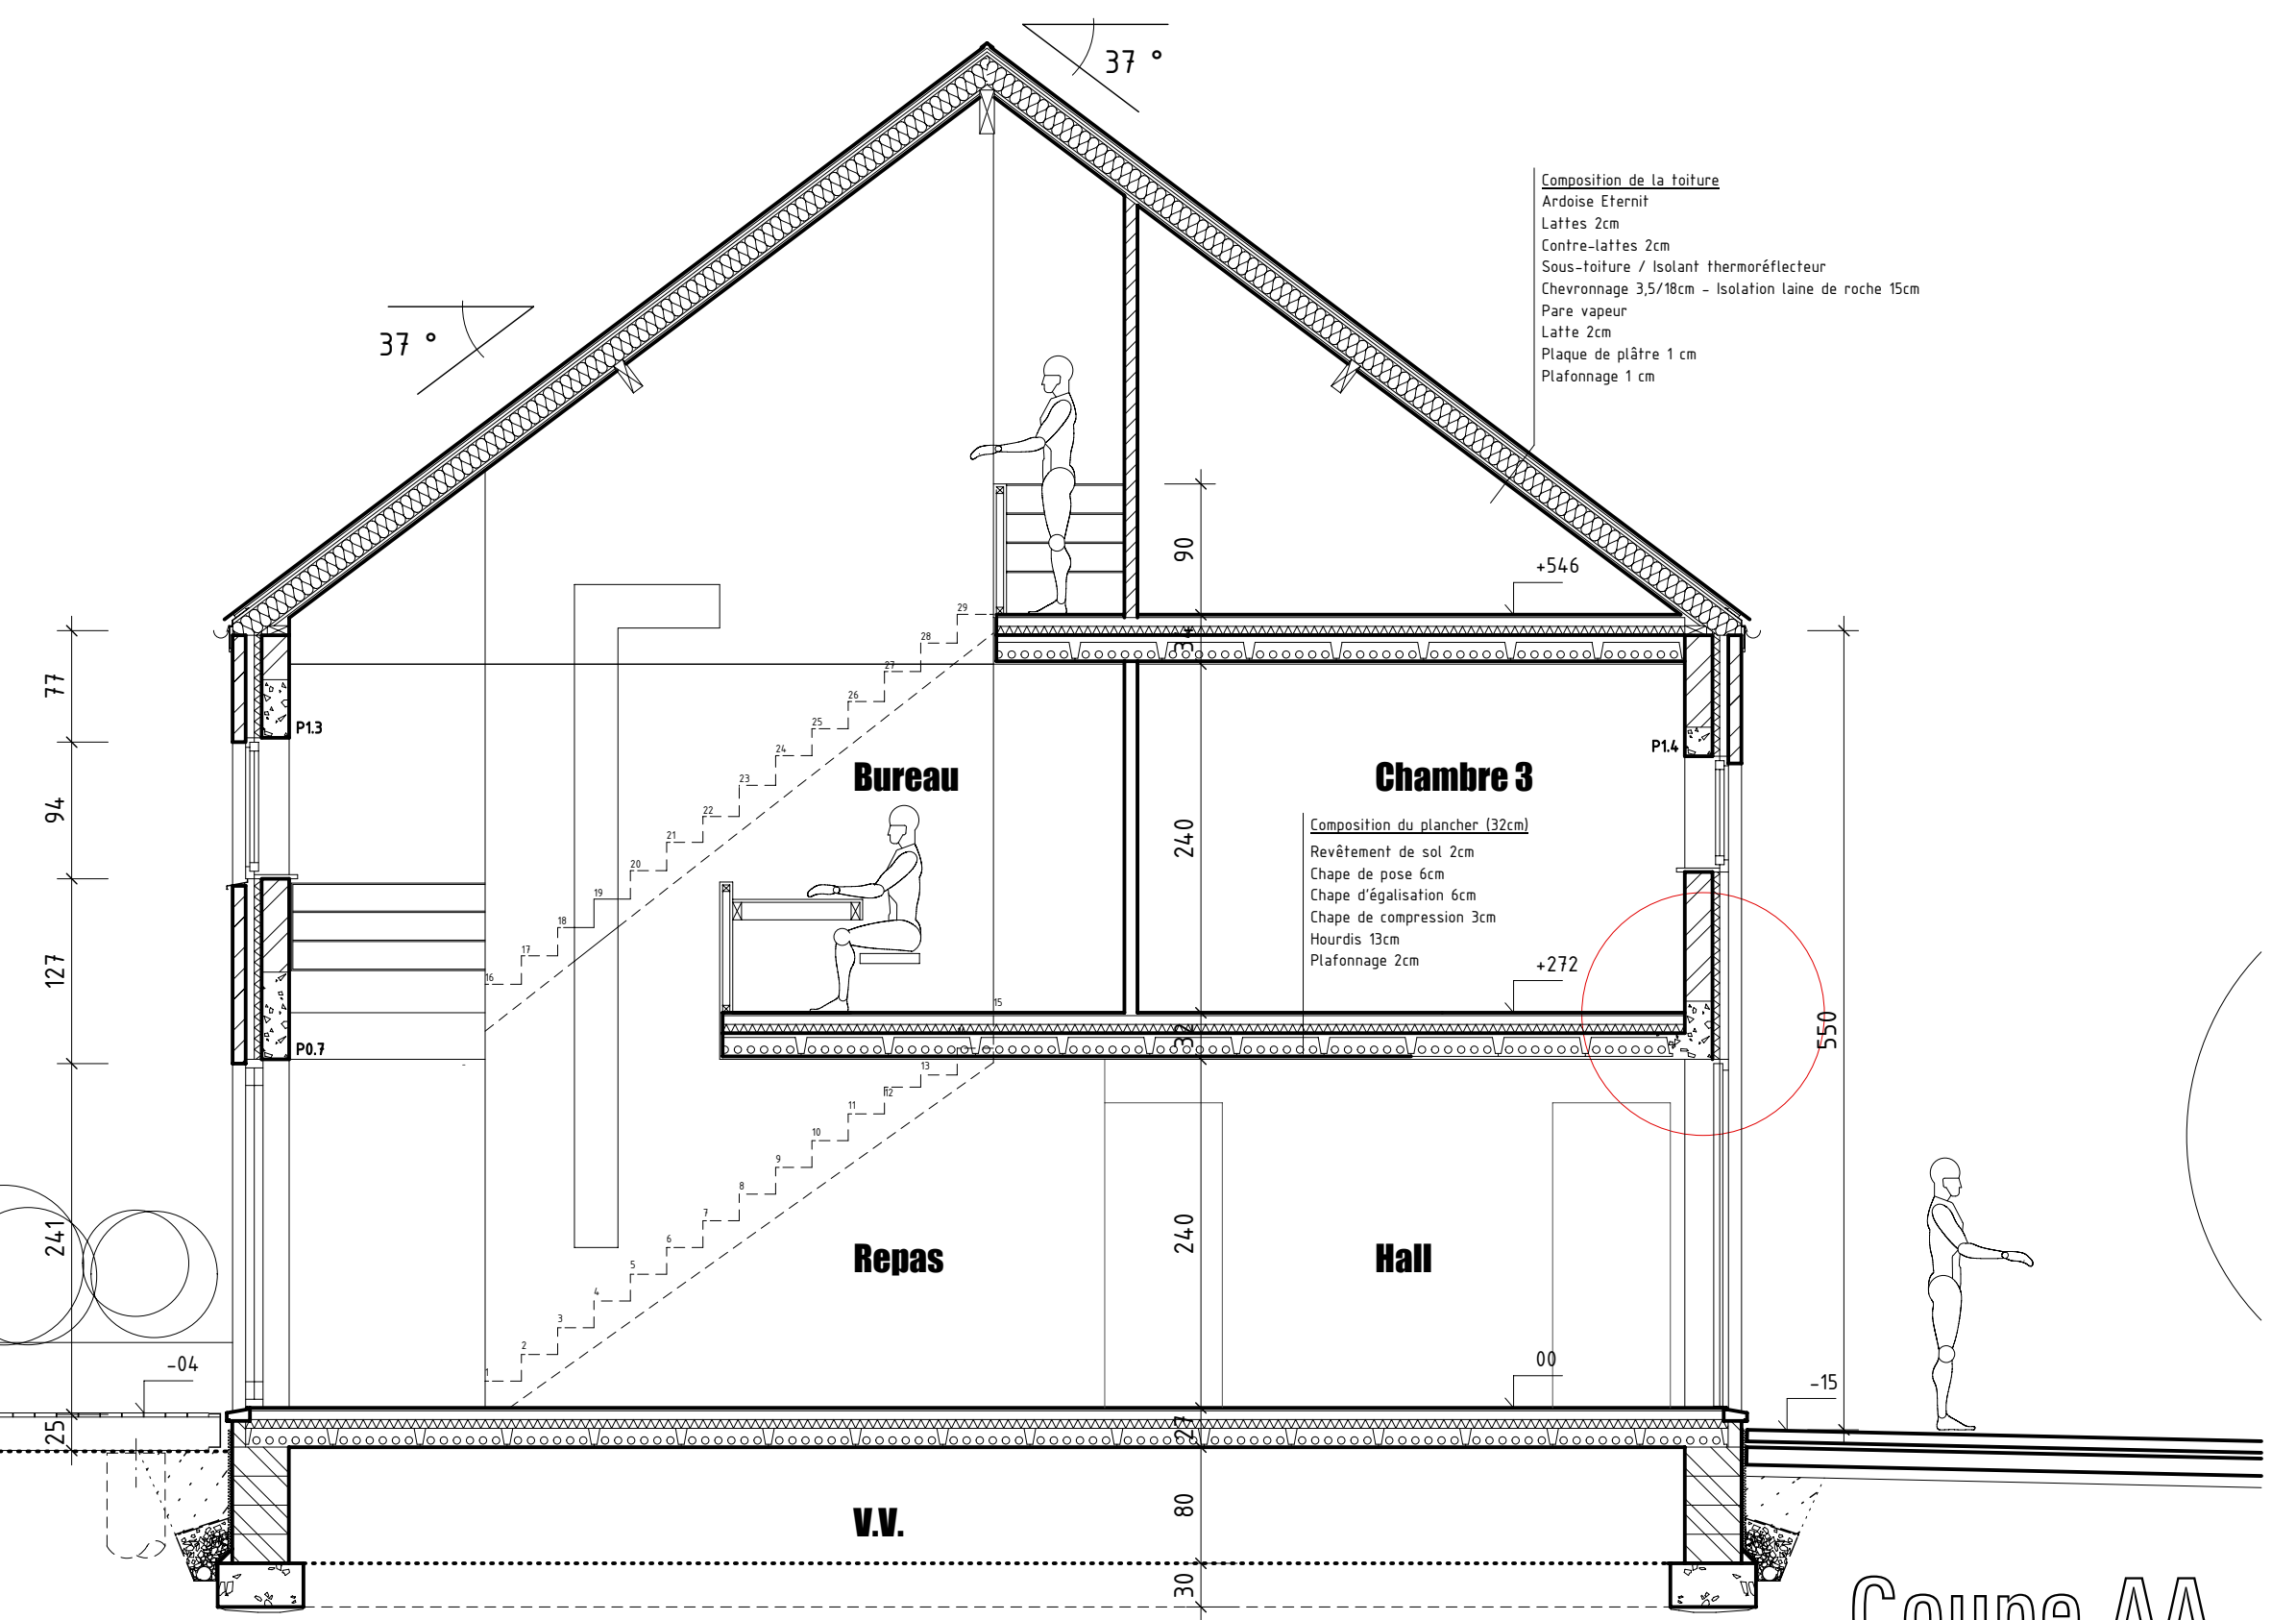 37 °
Composition de la toiture
Ardoise Eternit
Lattes 2cm
Contre-lattes 2cm
Sous-toiture / Isolant thermoréflecteur
Chevronnage 3,5/18cm - Isolation laine de roche 15cm
Pare vapeur
Latte 2cm
Plaque de plâtre 1 cm
Plafonnage 1 cm
37 °
90
+546
29
28
27
26
25
24
23
22
21
20
19
18
17
16
34
77
P1.3
P1.4
Bureau
Chambre 3
94
240
Composition du plancher (32cm)
Revêtement de sol 2cm
Chape de pose 6cm
Chape d'égalisation 6cm
Chape de compression 3cm
Hourdis 13cm
Plafonnage 2cm
+272
127
550
15
32
P0.7
13
12
11
10
9
8
7
6
5
4
3
2
1
241
240
Repas
Hall
-04
00
-15
25
27
80
V.V.
30
Coupe AA